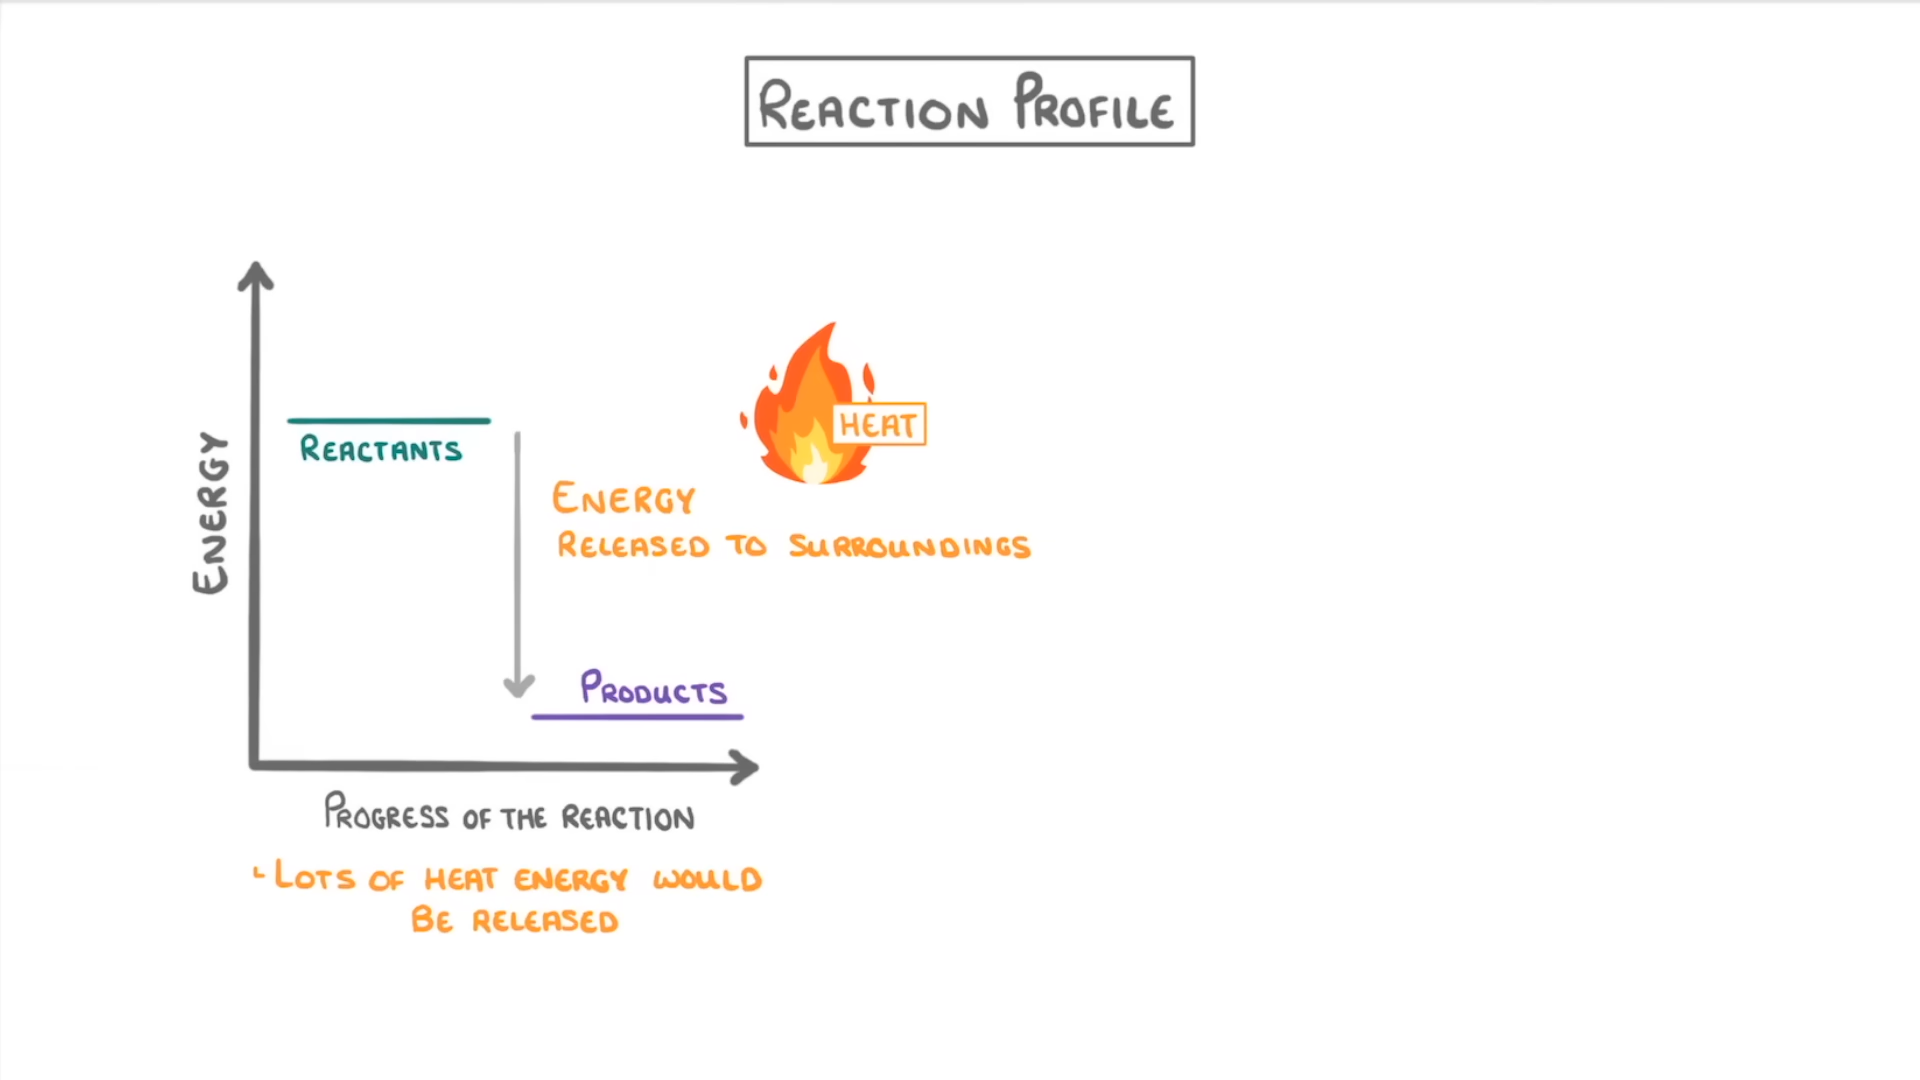 REACTION PROFILE
HEAT
REACTANTS
ENERGY
ENERGY
RELEASED TO SURROUNDINGS
PRODUCTS
PROGRESS OF THE REACTION
LOTS OF HEAT ENERGY WOULD
BE RELEASED